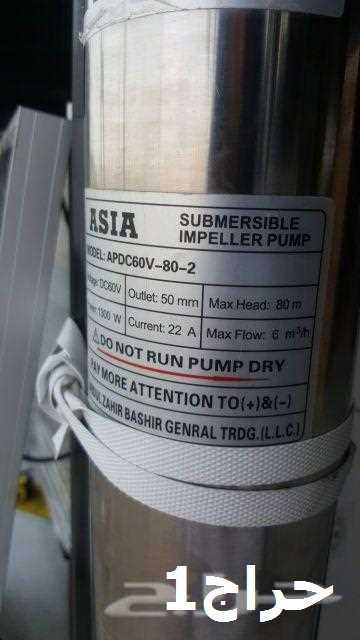 ASIA
SUBMERSIBLE
IMPELLER PUMP
MODEL: APDC60V-80-2
DC60V
Outlet: 50 mm
Max Head: 80 m
1300 W
Current: 22 A
Max Flow: 6 m³/h
⚠DO NOT RUN PUMP DRY
PAY MORE ATTENTION TO(+)&(-)
ZAHIR BASHIR GENRAL TRDG.(L.L.C.)
حراج1